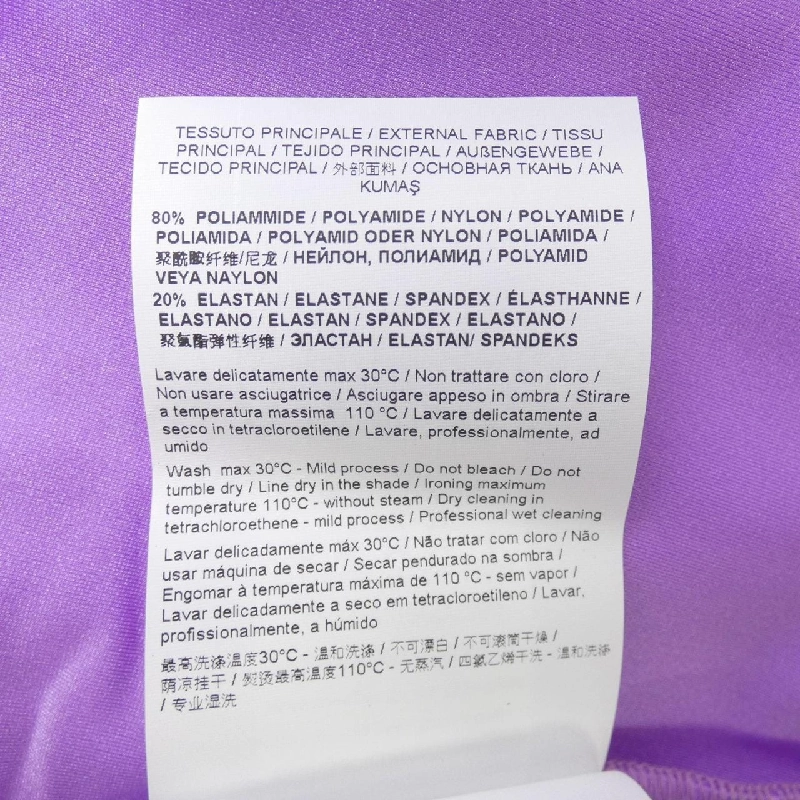 TESSUTO PRINCIPALE / EXTERNAL FABRIC / TISSU
PRINCIPAL / TEJIDO PRINCIPAL / AUßENGEWEBE /
TECIDO PRINCIPAL / 外部面料 / ОСНОВНАЯ ТКАНЬ / ANA
KUMAŞ
80% POLIAMMIDE / POLYAMIDE / NYLON / POLYAMIDE /
POLIAMIDA / POLYAMID ODER NYLON / POLIAMIDA /
聚酰胺纤维/尼龙 / НЕЙЛОН, ПОЛИАМИД / POLYAMID
VEYA NAYLON
20% ELASTAN / ELASTANE / SPANDEX / ÉLASTHANNE /
ELASTANO / ELASTAN / SPANDEX / ELASTANO /
聚氨酯弹性纤维 / ЭЛАСТАН / ELASTAN/ SPANDEKS
Lavare delicatamente max 30°C / Non trattare con cloro /
Non usare asciugatrice / Asciugare appeso in ombra / Stirare
a temperatura massima 110 °C / Lavare delicatamente a
secco in tetracloroetilene / Lavare, professionalmente, ad
umido
Wash max 30°C - Mild process / Do not bleach / Do not
tumble dry / Line dry in the shade / Ironing maximum
temperature 110°C - without steam / Dry cleaning in
tetrachloroethene - mild process / Professional wet cleaning
Lavar delicadamente máx 30°C / Não tratar com cloro / Não
usar máquina de secar / Secar pendurado na sombra /
Engomar à temperatura máxima de 110 °C - sem vapor /
Lavar delicadamente a seco em tetracloroetileno / Lavar,
profissionalmente, a húmido
最高洗涤温度30°C - 温和洗涤 / 不可漂白 / 不可滚筒干燥 /
荫凉挂干 / 熨烫最高温度110°C - 无蒸汽 / 四氯乙烯干洗 - 温和洗涤
/ 专业湿洗